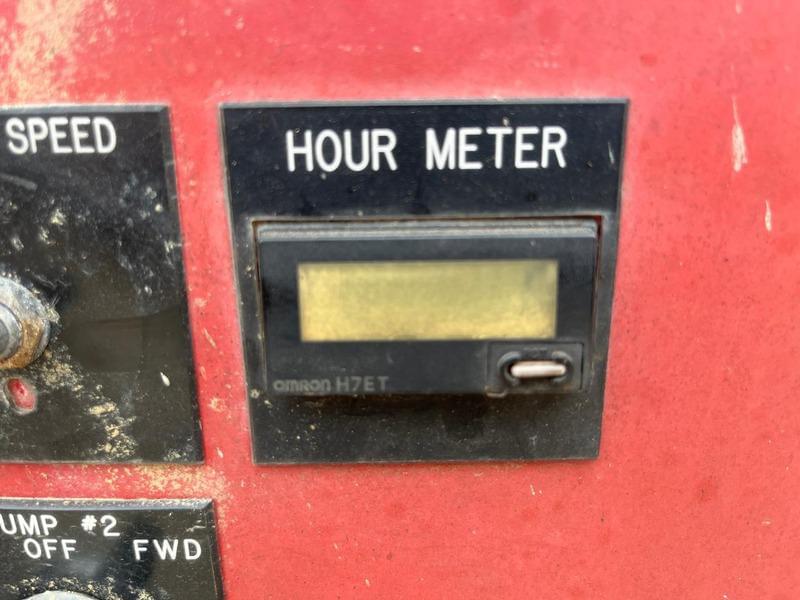 SPEED
HOUR METER
omron H7ET
UMP #2
OFF FWD